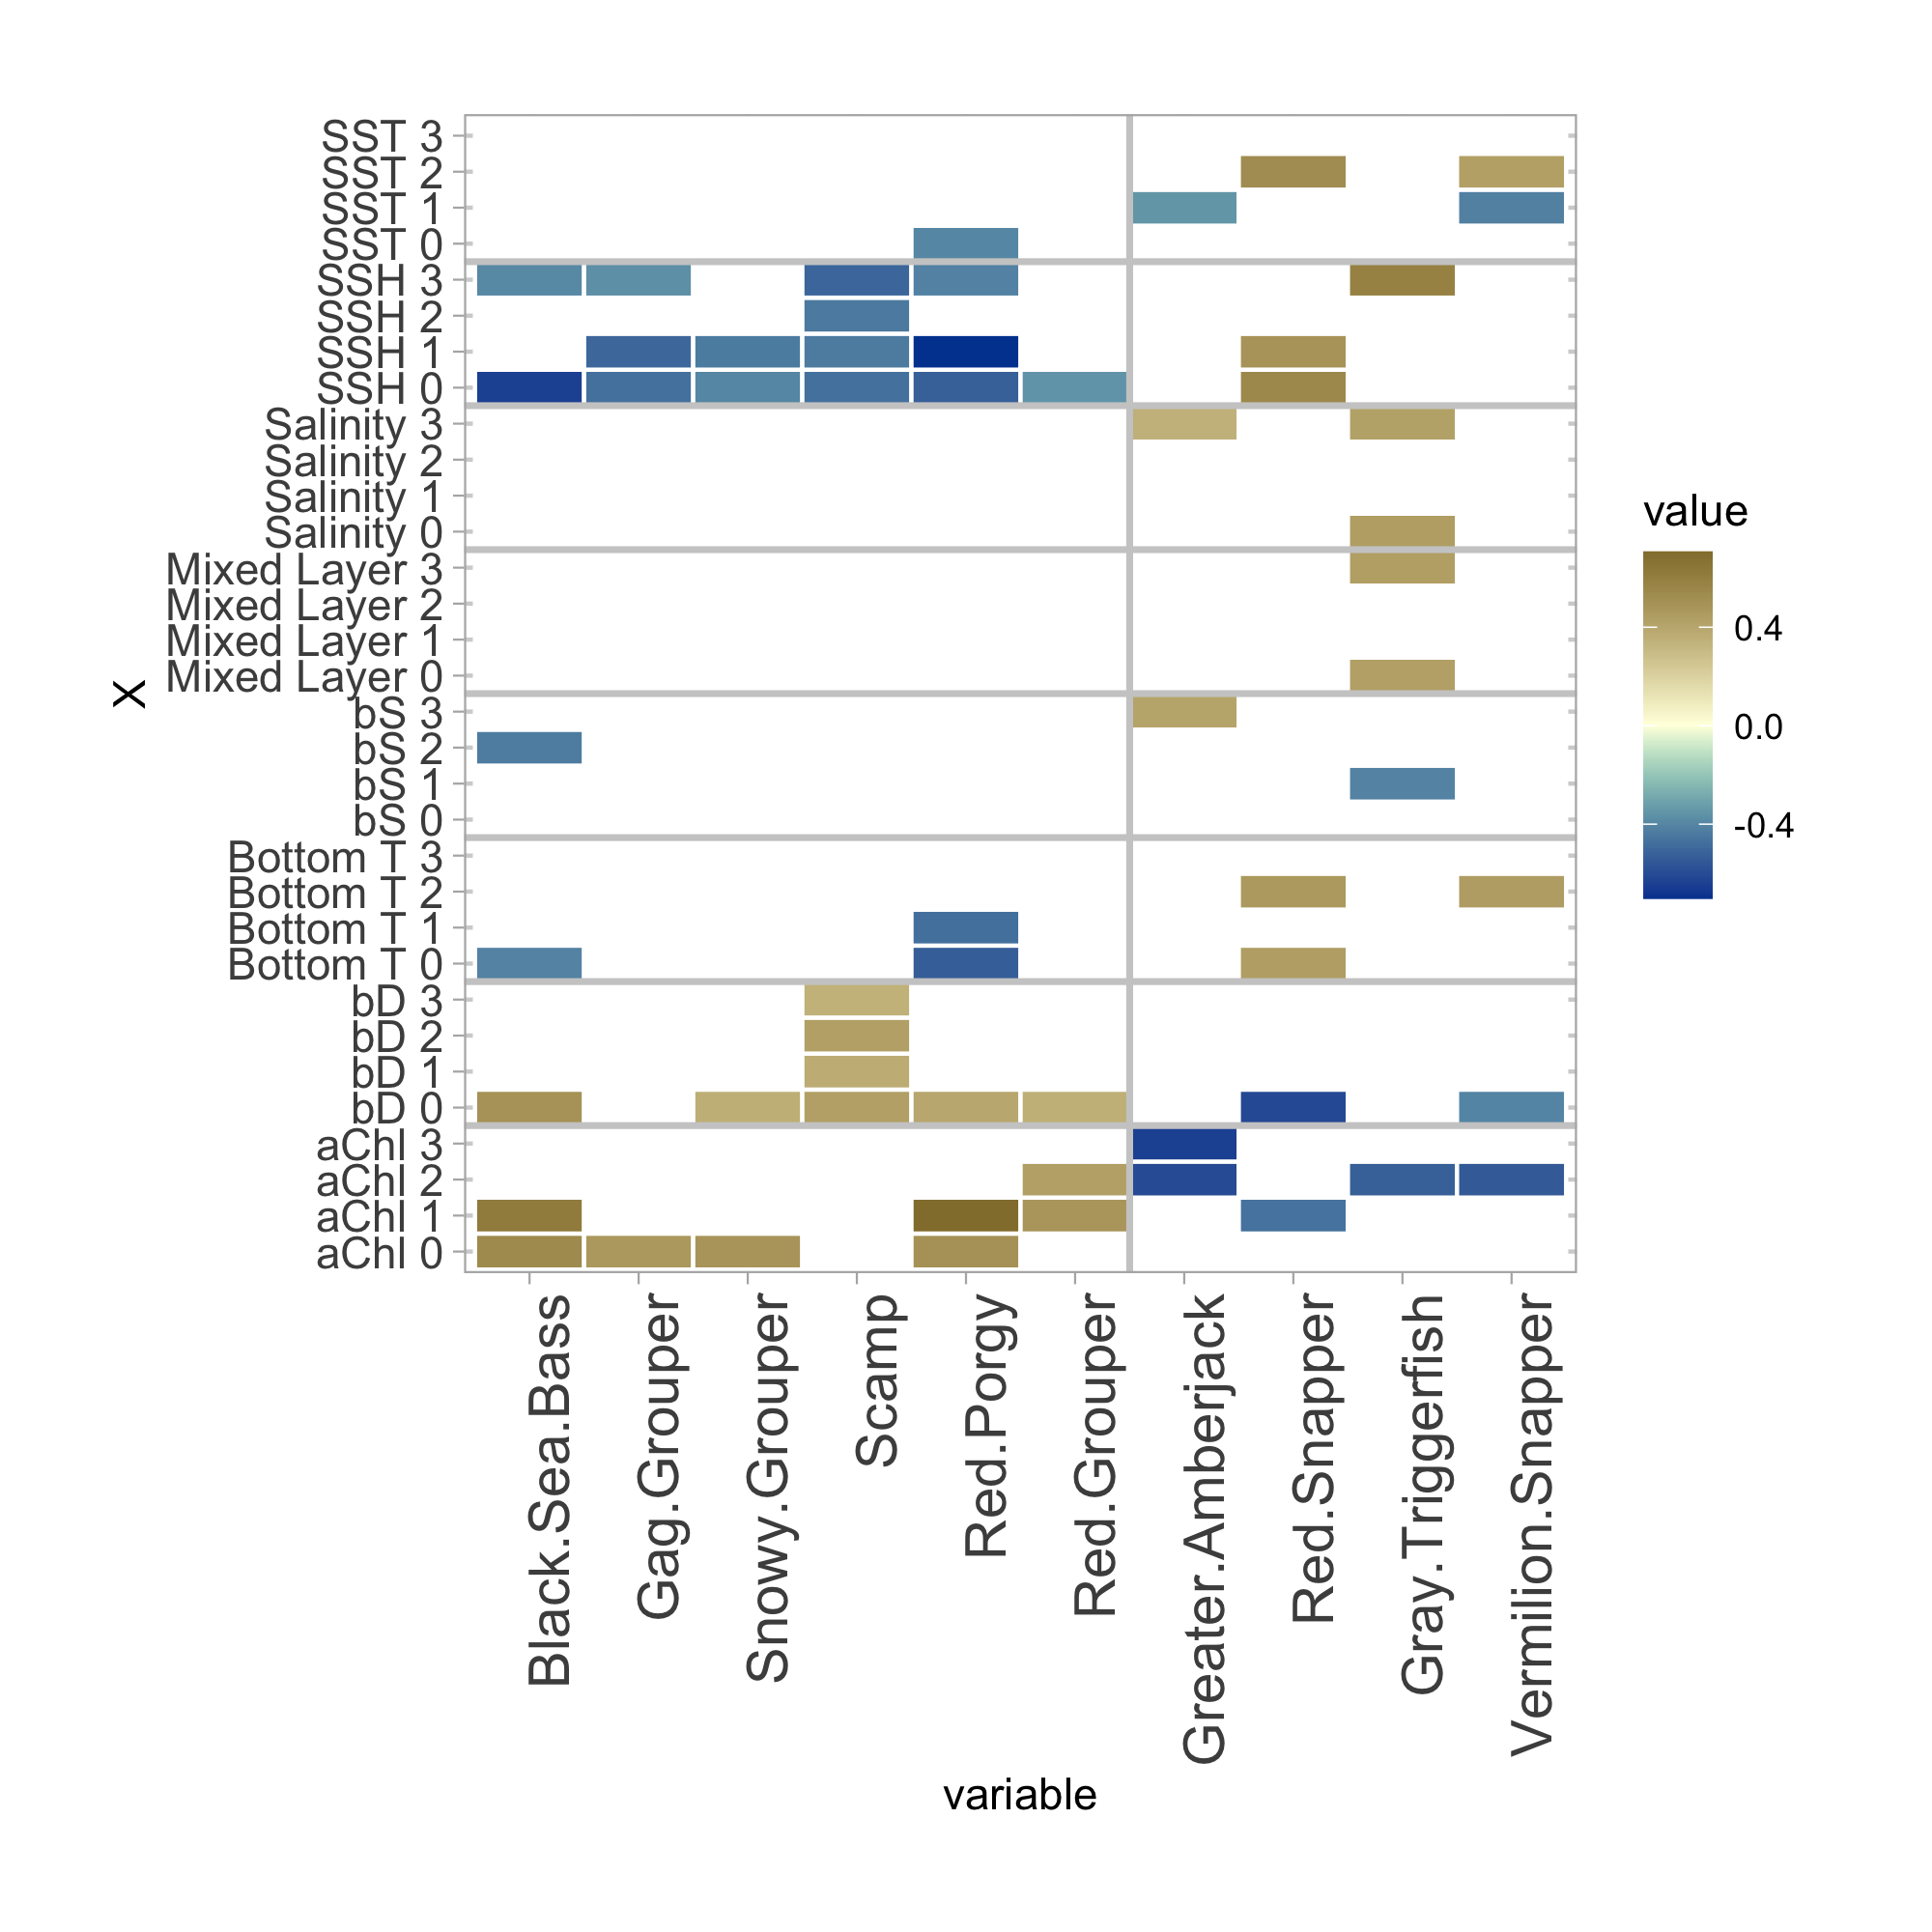 SST 3
SST 2
SST 1
SST 0
SSH 3
SSH 2
SSH 1
SSH 0
Salinity 3
Salinity 2
Salinity 1
Salinity 0
Mixed Layer 3
Mixed Layer 2
Mixed Layer 1
Mixed Layer 0
bS 3
bS 2
bS 1
bS 0
Bottom T 3
Bottom T 2
Bottom T 1
Bottom T 0
bD 3
bD 2
bD 1
bD 0
aChl 3
aChl 2
aChl 1
aChl 0
X
Black.Sea.Bass
Gag.Grouper
Snowy.Grouper
Scamp
Red.Porgy
Red.Grouper
Greater.Amberjack
Red.Snapper
Gray.Triggerfish
Vermilion.Snapper
variable
value
0.4
0.0
-0.4